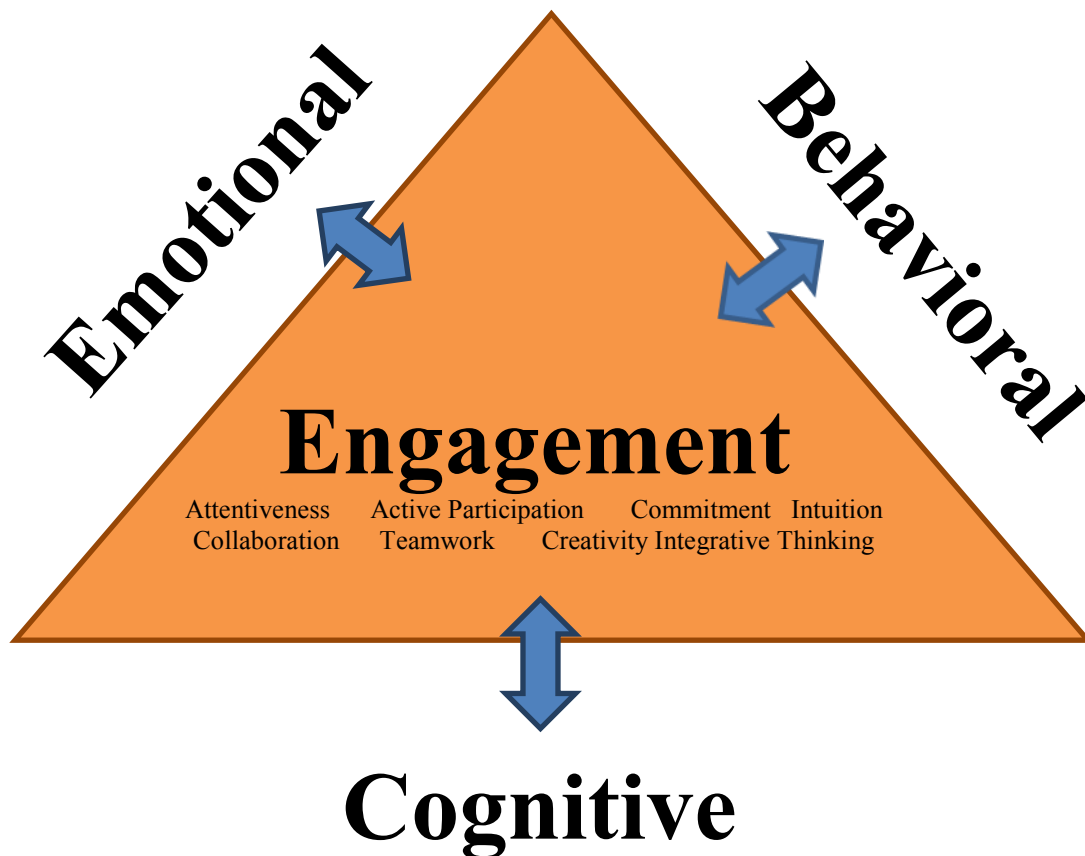 Emotional
Behavioral
Engagement
Attentiveness Active Participation Commitment Intuition
Collaboration Teamwork Creativity Integrative Thinking
Cognitive